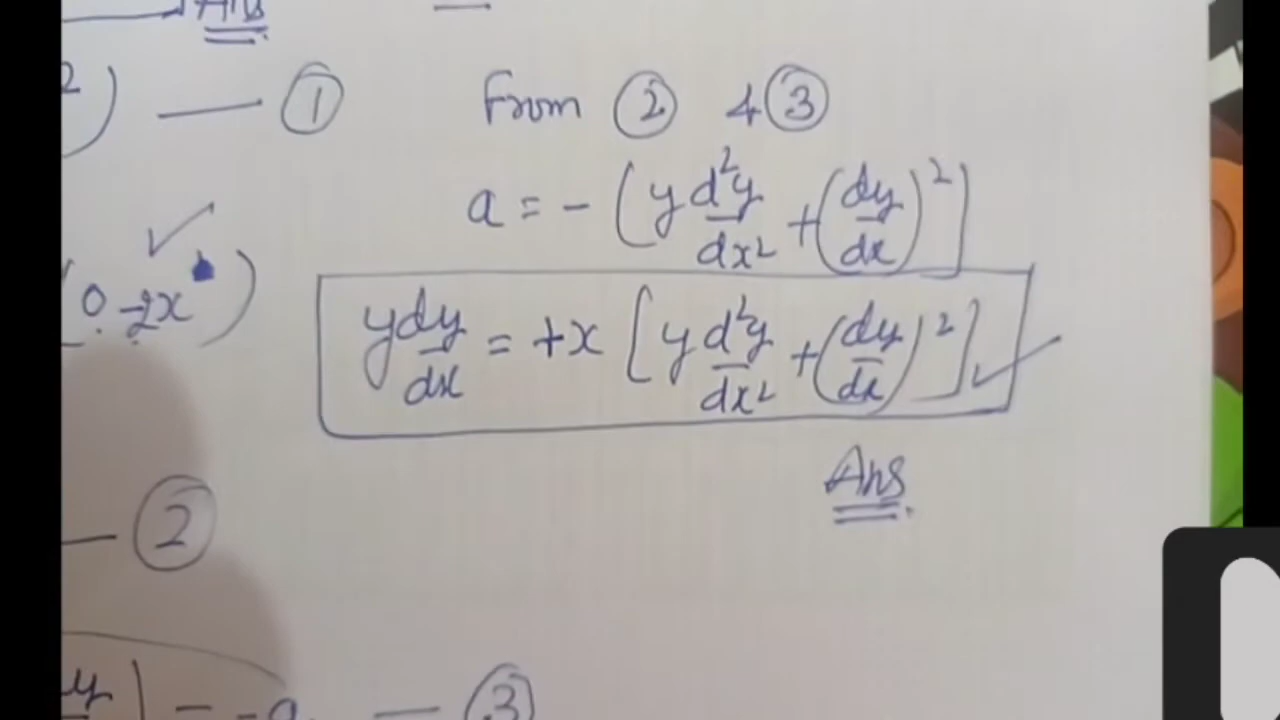 Ans
2) — ① From ② & ③
a = - [y d²y/dx² + (dy/dx)²]
(0 - 2x)
y dy/dx = +x [y d²y/dx² + (dy/dx)²]
Ans
— ②
y) = -a — ③